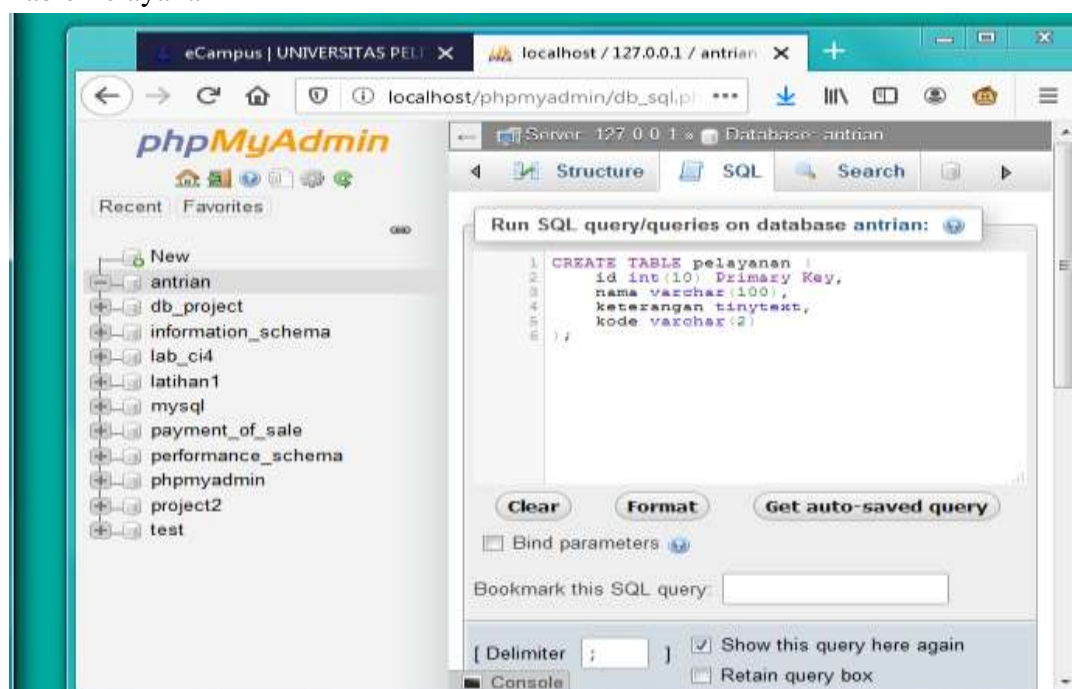 eCampus | UNIVERSITAS PELI
localhost / 127.0.0.1 / antrian
localhost/phpmyadmin/db_sql.ph
phpMyAdmin
Recent Favorites
New
antrian
db_project
information_schema
lab_ci4
latihan1
mysql
payment_of_sale
performance_schema
phpmyadmin
project2
test
Server: 127.0.0.1 » Database: antrian
Structure SQL Search
Run SQL query/queries on database antrian:
1 CREATE TABLE pelayanan (
2 id int(10) Primary Key,
3 nama varchar(100),
4 keterangan tinytext,
5 kode varchar(2)
6 );
Clear Format Get auto-saved query
Bind parameters
Bookmark this SQL query:
[ Delimiter ; ] Show this query here again
Retain query box
Console